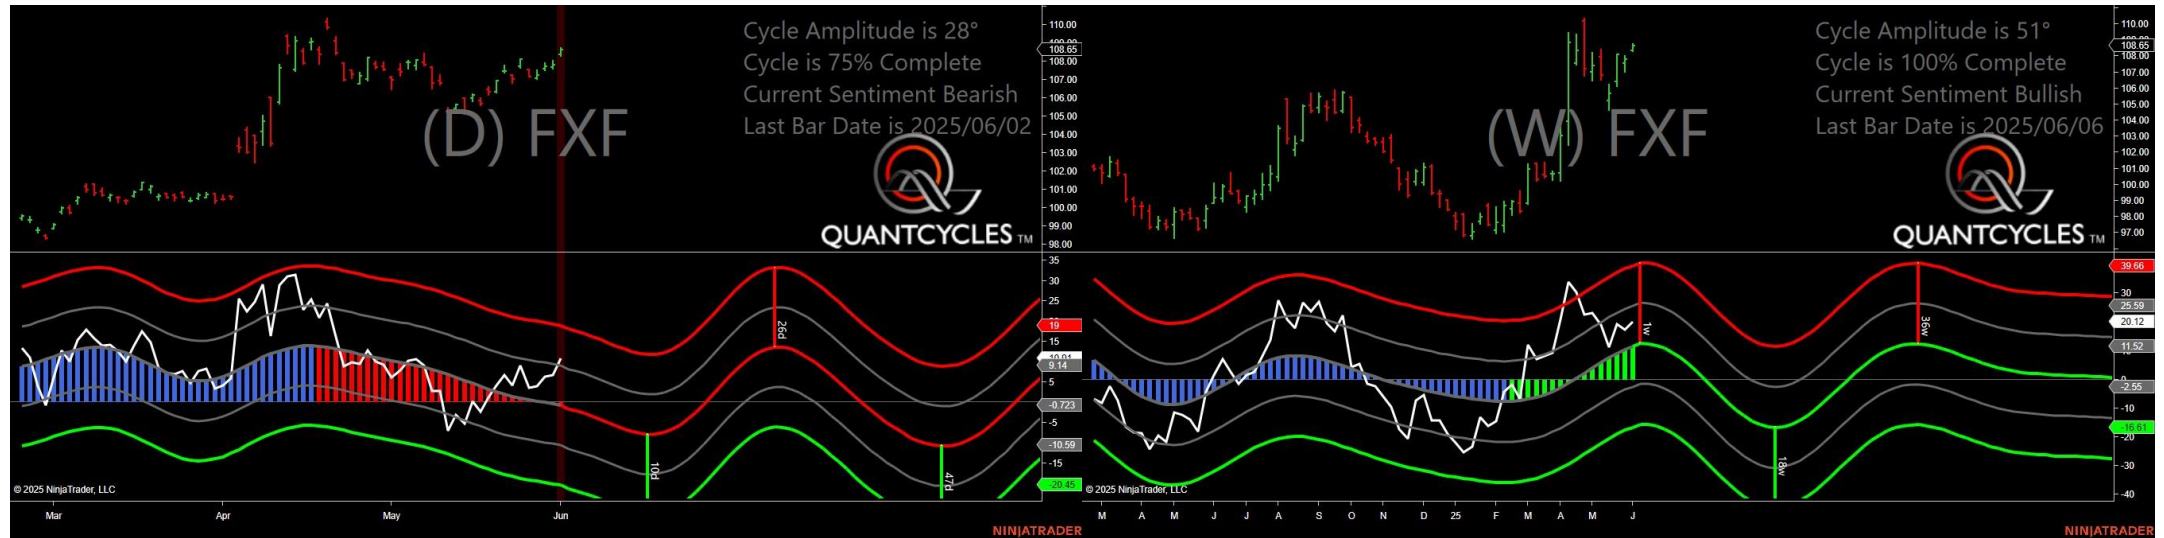 Cycle Amplitude is 28°
Cycle is 75% Complete
Current Sentiment Bearish
Last Bar Date is 2025/06/02
(D) FXF
QUANTCYCLES TM
110.00
108.65
108.00
107.00
106.00
105.00
104.00
103.00
102.00
101.00
100.00
99.00
98.00
35
30
25
19
15
9.14
5
-0.723
-5
-10.59
-15
-20.45
26d
10d
47d
© 2025 NinjaTrader, LLC
Mar Apr May Jun
NINJATRADER
Cycle Amplitude is 51°
Cycle is 100% Complete
Current Sentiment Bullish
Last Bar Date is 2025/06/06
(W) FXF
QUANTCYCLES TM
110.00
108.65
108.00
107.00
106.00
105.00
104.00
103.00
102.00
101.00
100.00
99.00
98.00
97.00
39.66
30
25.59
20.12
11.52
-2.55
-10
-16.61
-20
-30
-40
1w
36w
18w
© 2025 NinjaTrader, LLC
M A M J J A S O N D 25 F M A M J
NINJATRADER